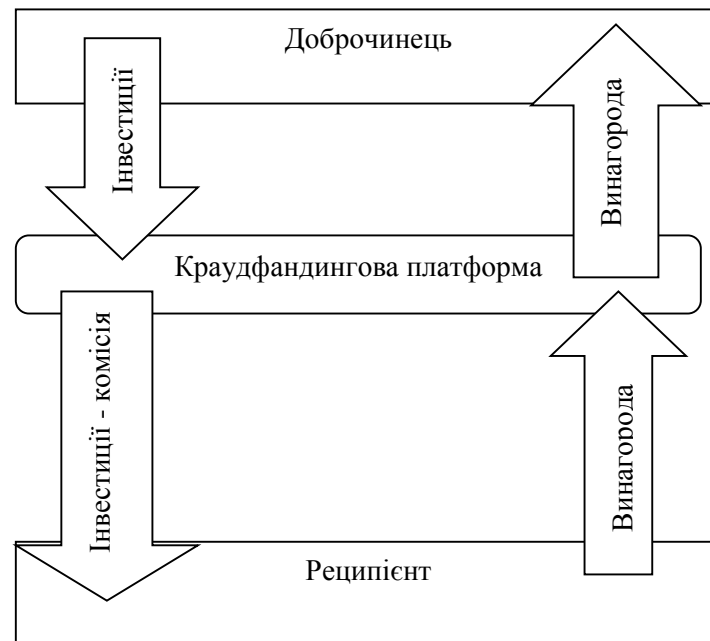 Доброчинець
Інвестиції
Винагорода
Краудфандингова платформа
Інвестиції - комісія
Винагорода
Реципієнт